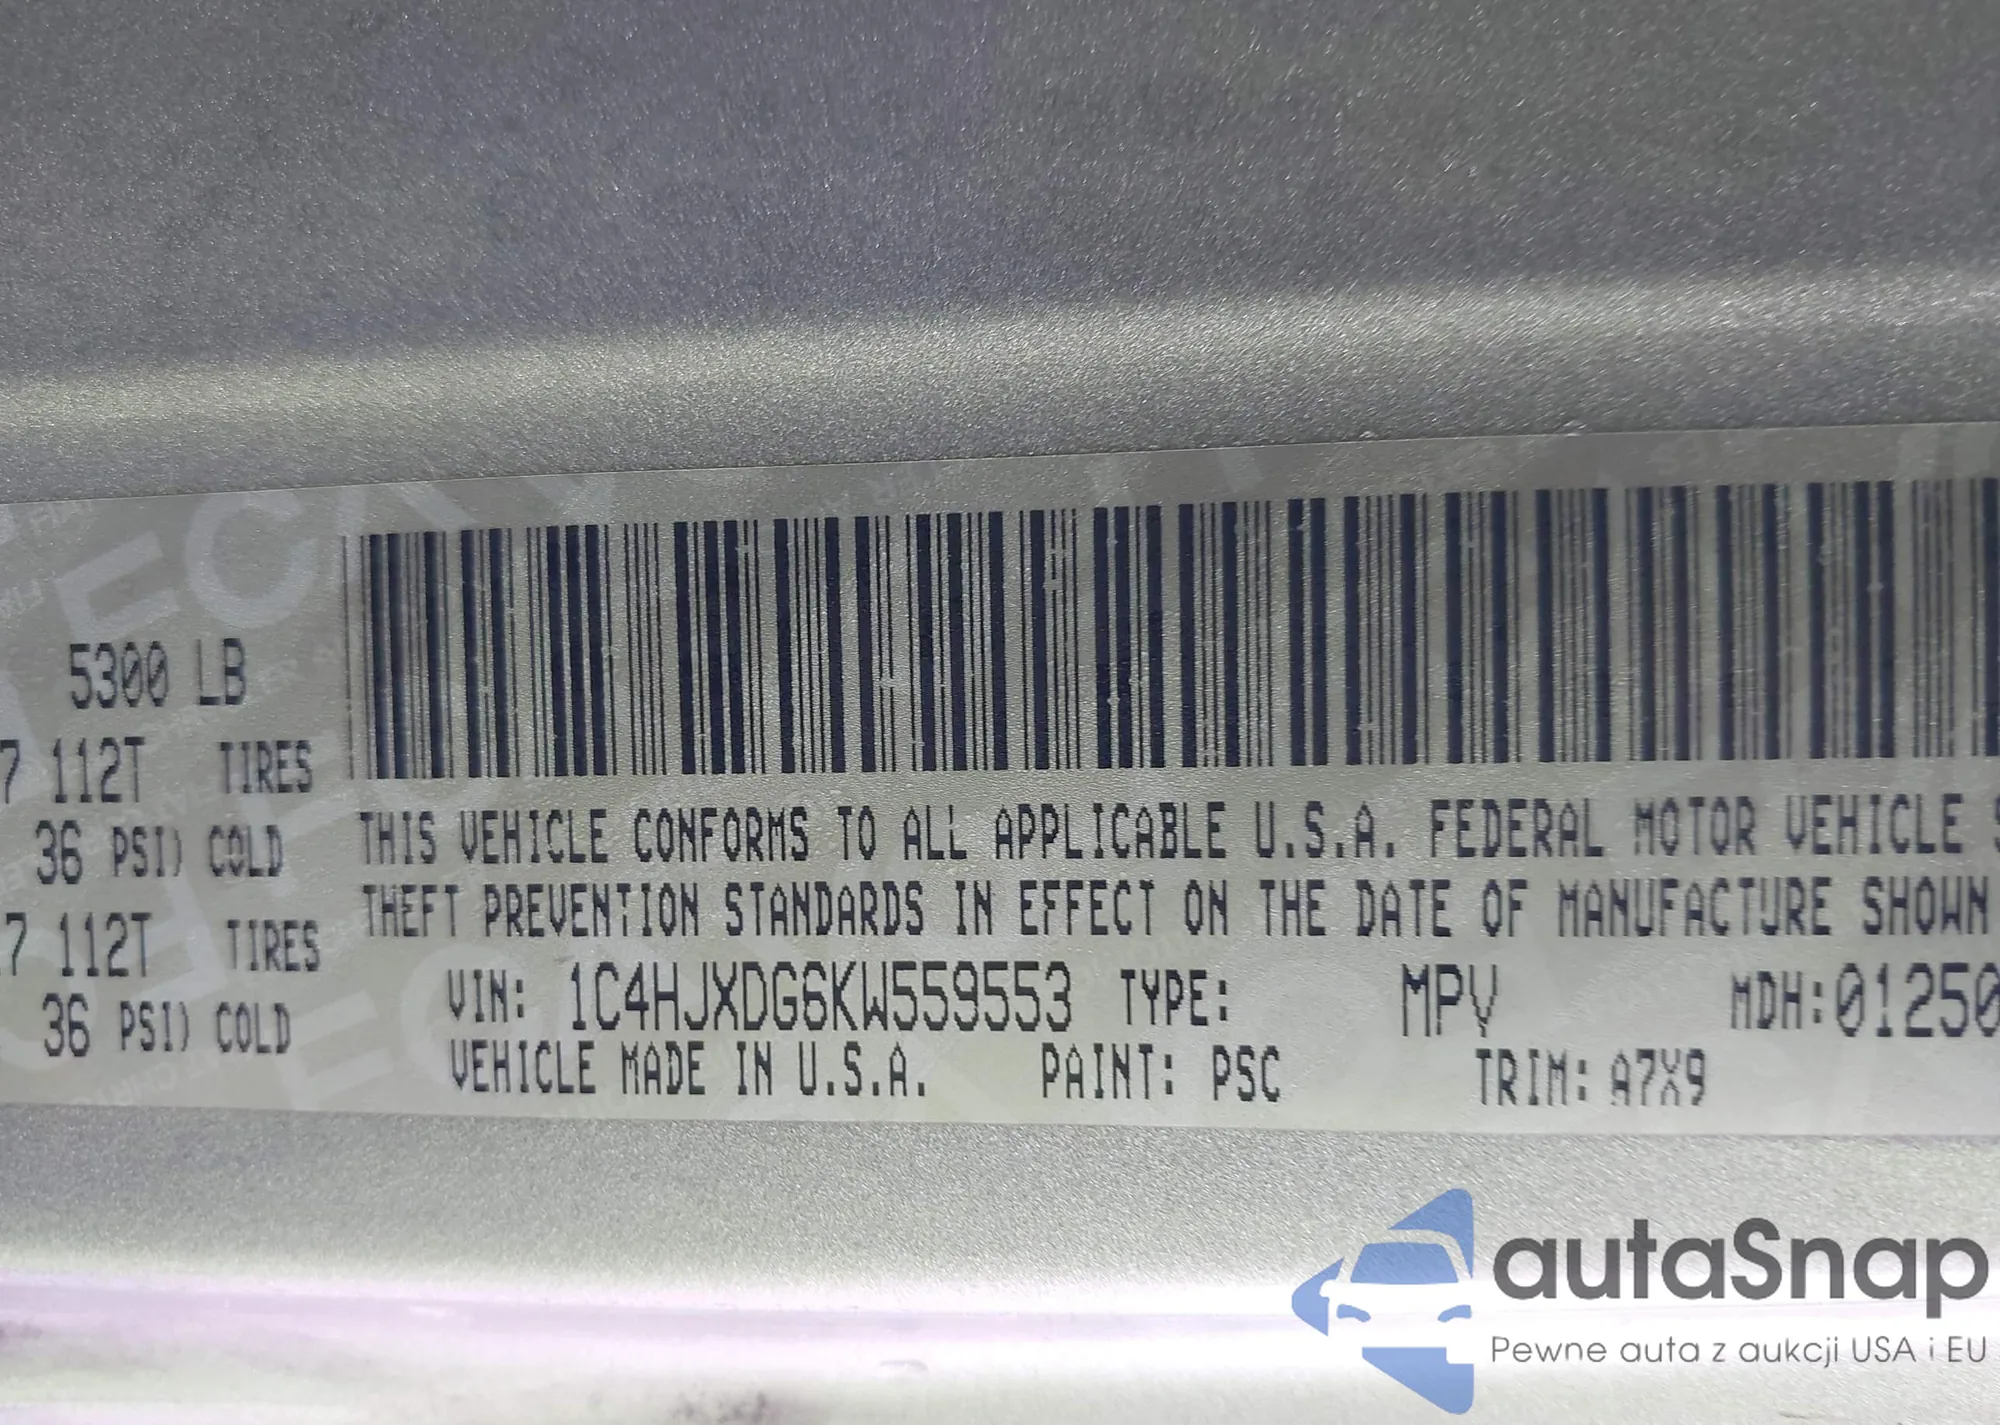 5300 LB
7 112T TIRES
36 PSI) COLD
7 112T TIRES
36 PSI) COLD
THIS VEHICLE CONFORMS TO ALL APPLICABLE U.S.A. FEDERAL MOTOR VEHICLE S
THEFT PREVENTION STANDARDS IN EFFECT ON THE DATE OF MANUFACTURE SHOWN
VIN: 1C4HJXDG6KW559553 TYPE: MPV MDH:01250
VEHICLE MADE IN U.S.A. PAINT: PSC TRIM: A7X9
autaSnap
Pewne auta z aukcji USA i EU